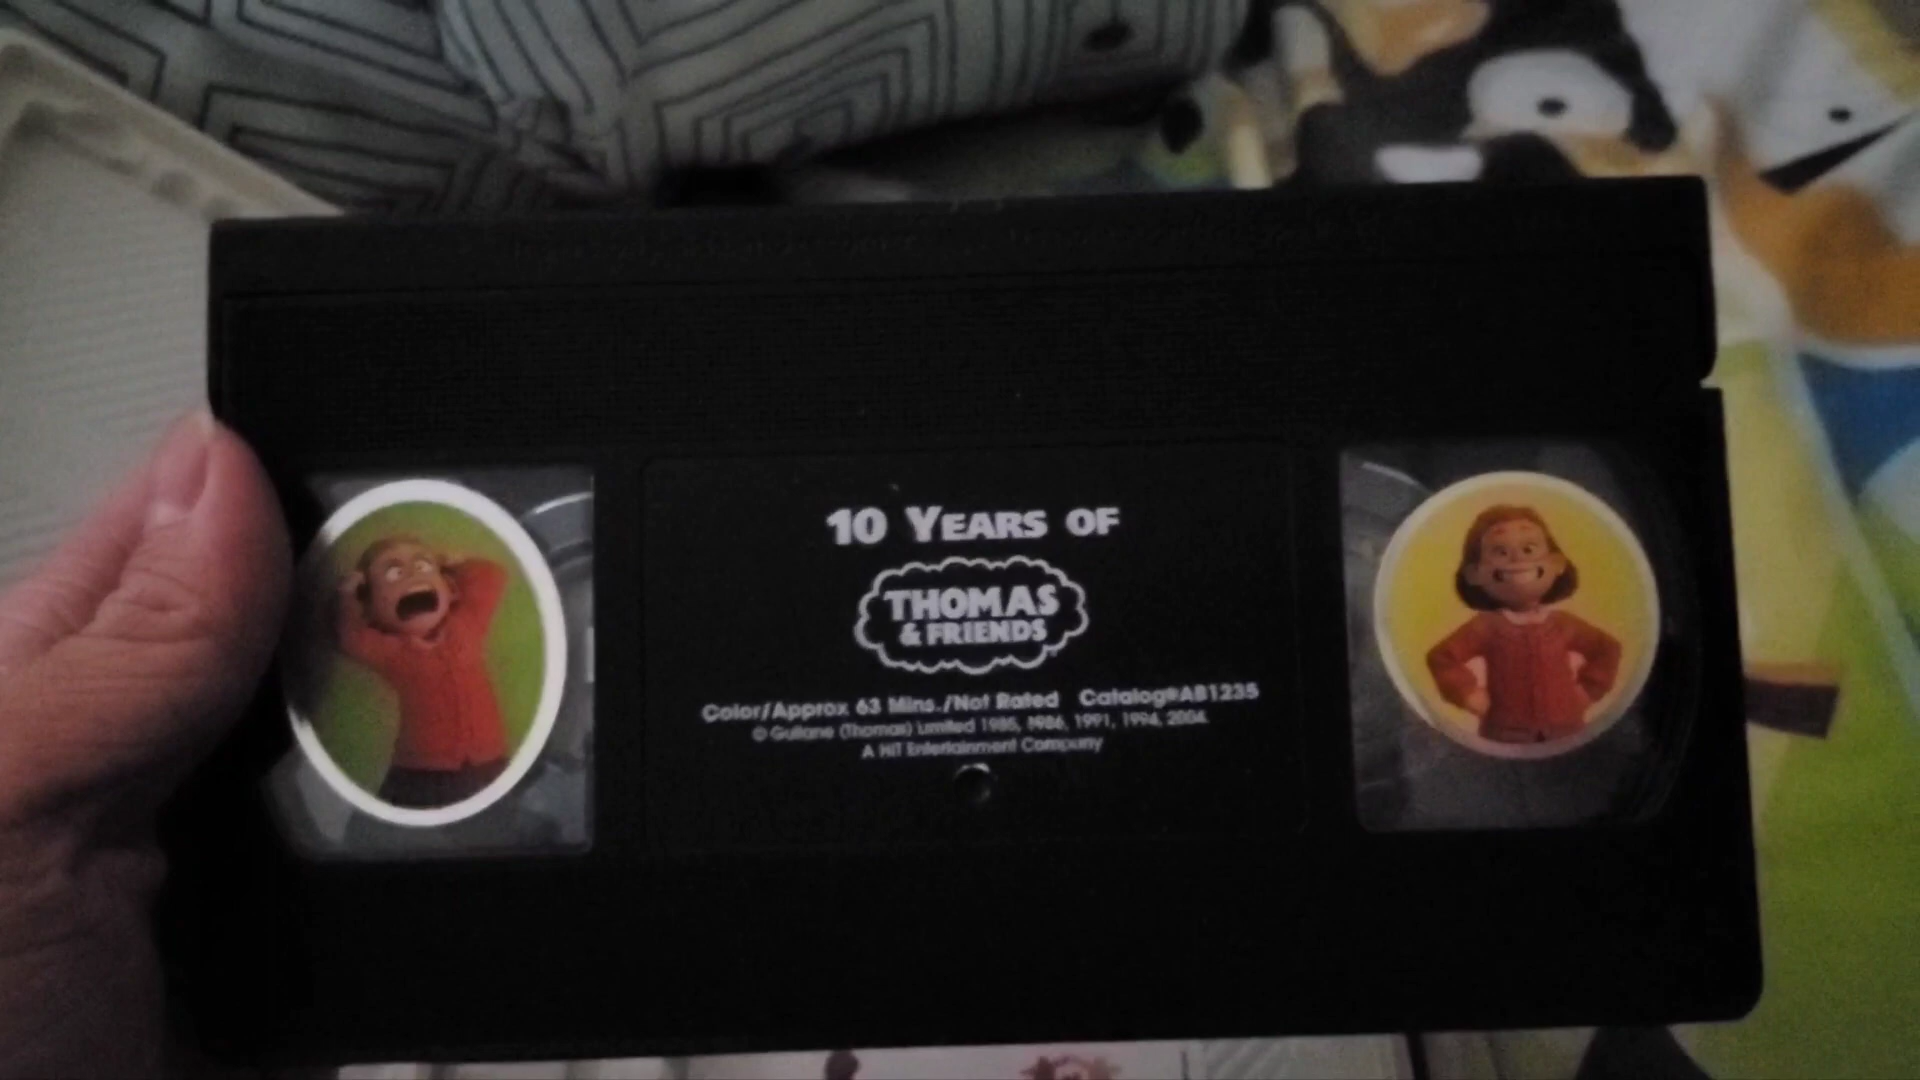 10 YEARS OF
THOMAS
& FRIENDS
Color/Approx 63 Mins./Not Rated Catalog#AB1235
© Gullane (Thomas) Limited 1985, 1986, 1991, 1994, 2004.
A HIT Entertainment Company